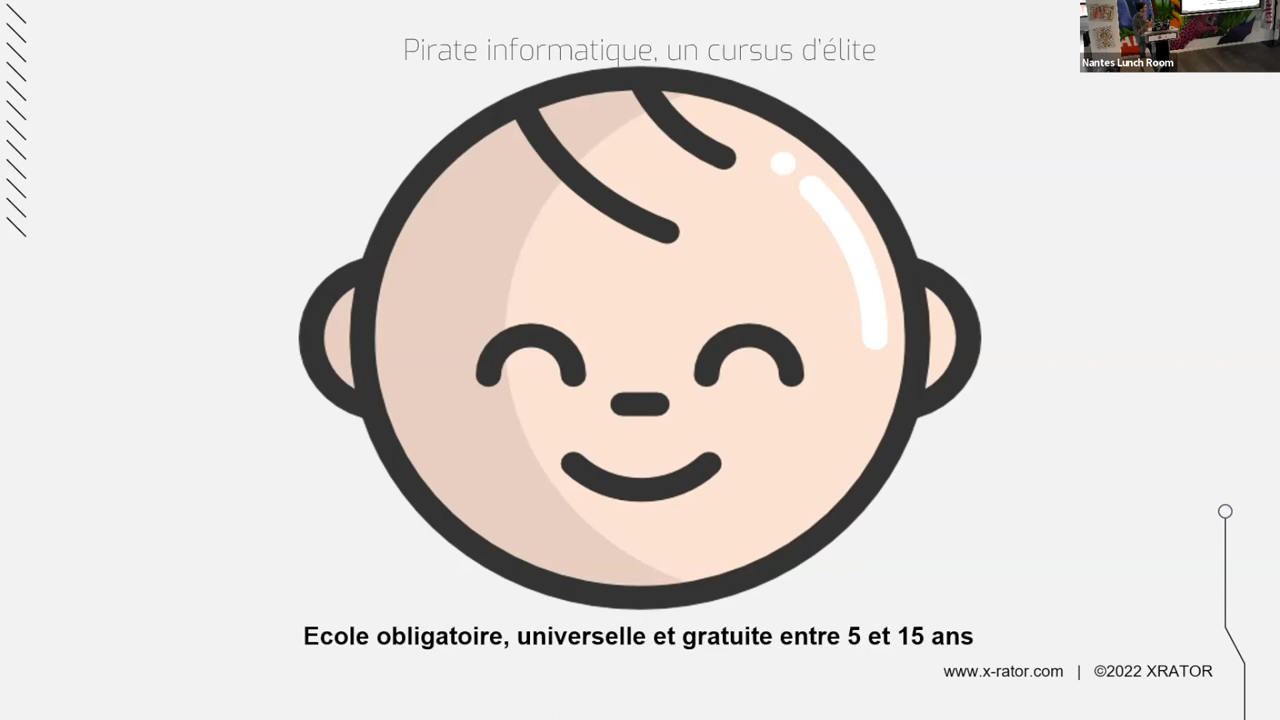 Pirate informatique, un cursus d'élite
Nantes Lunch Room
Ecole obligatoire, universelle et gratuite entre 5 et 15 ans
www.x-rator.com | ©2022 XRATOR